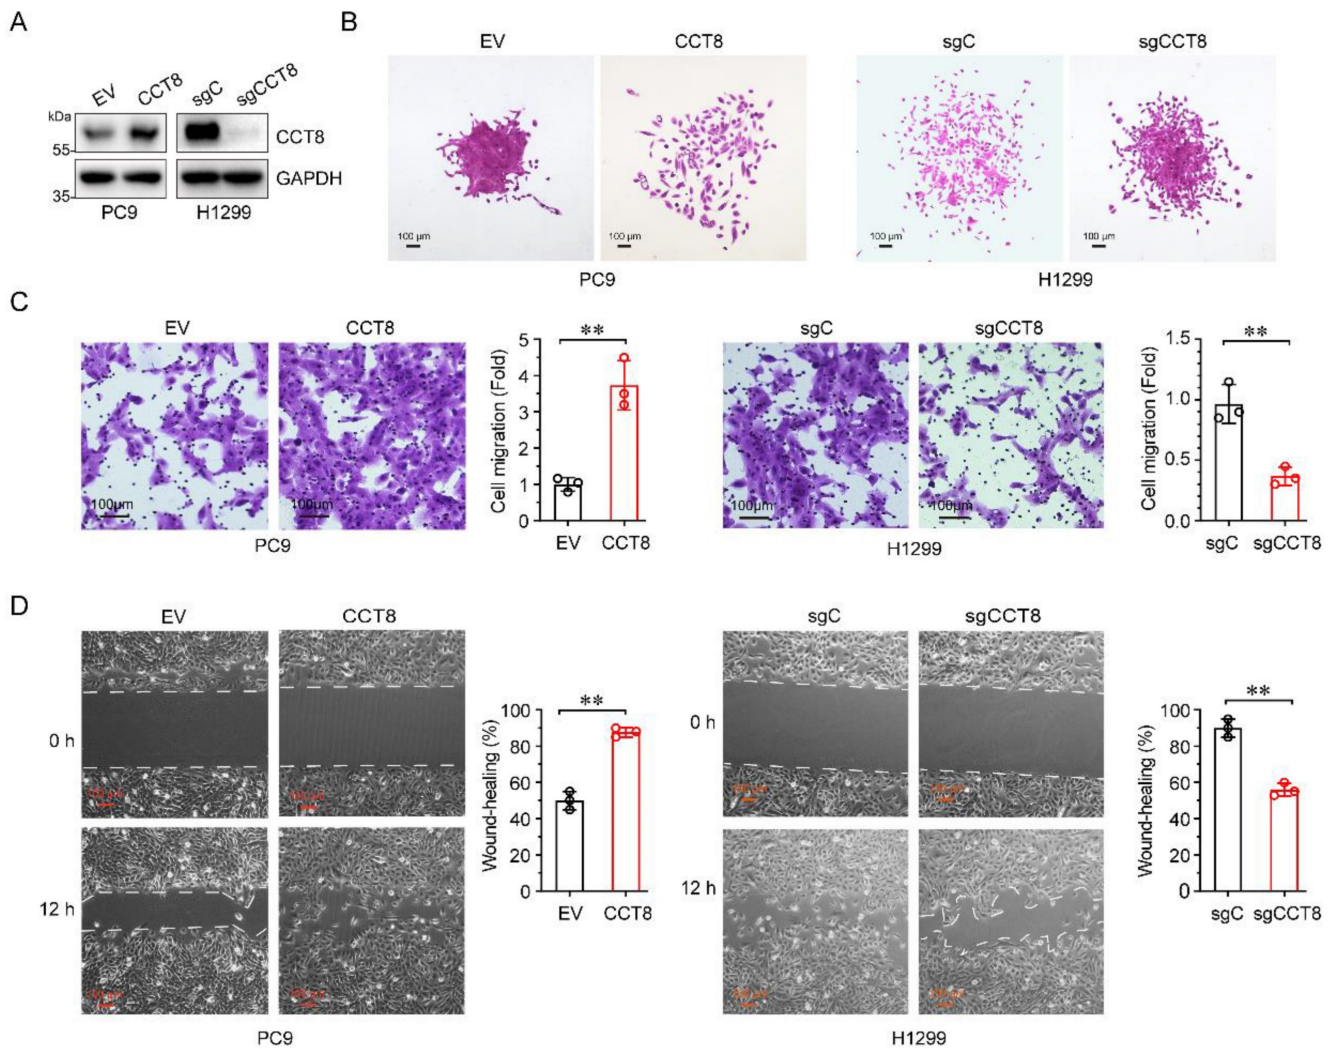 A
EV CCT8 sgC sgCCT8
kDa
CCT8
55
GAPDH
35
PC9 H1299
B
EV CCT8 sgC sgCCT8
100 µm 100 µm 100 µm 100 µm
PC9 H1299
C
EV CCT8 sgC sgCCT8
100µm 100µm 100µm 100µm
PC9 H1299
Cell migration (Fold)
5
4
3
2
1
0
**
EV CCT8
Cell migration (Fold)
1.5
1.0
0.5
0.0
**
sgC sgCCT8
D
EV CCT8 sgC sgCCT8
0 h 0 h
12 h 12 h
PC9 H1299
Wound-healing (%)
100
80
60
40
20
0
**
EV CCT8
Wound-healing (%)
100
80
60
40
20
0
**
sgC sgCCT8